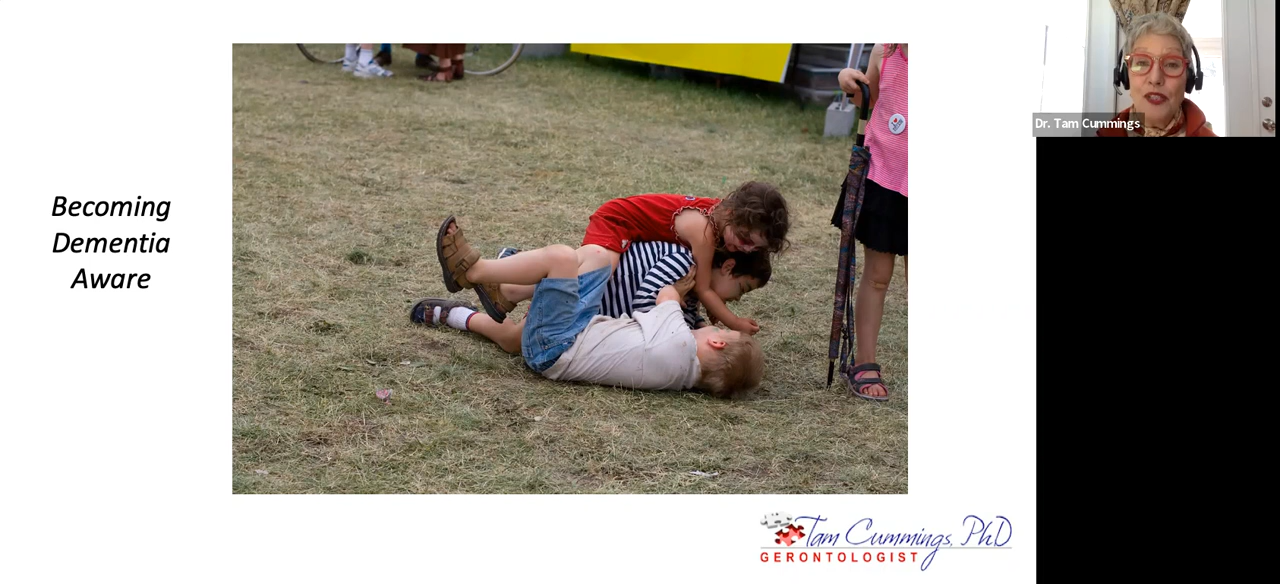 Becoming
Dementia
Aware
Dr. Tam Cummings
Tam Cummings, PhD
GERONTOLOGIST